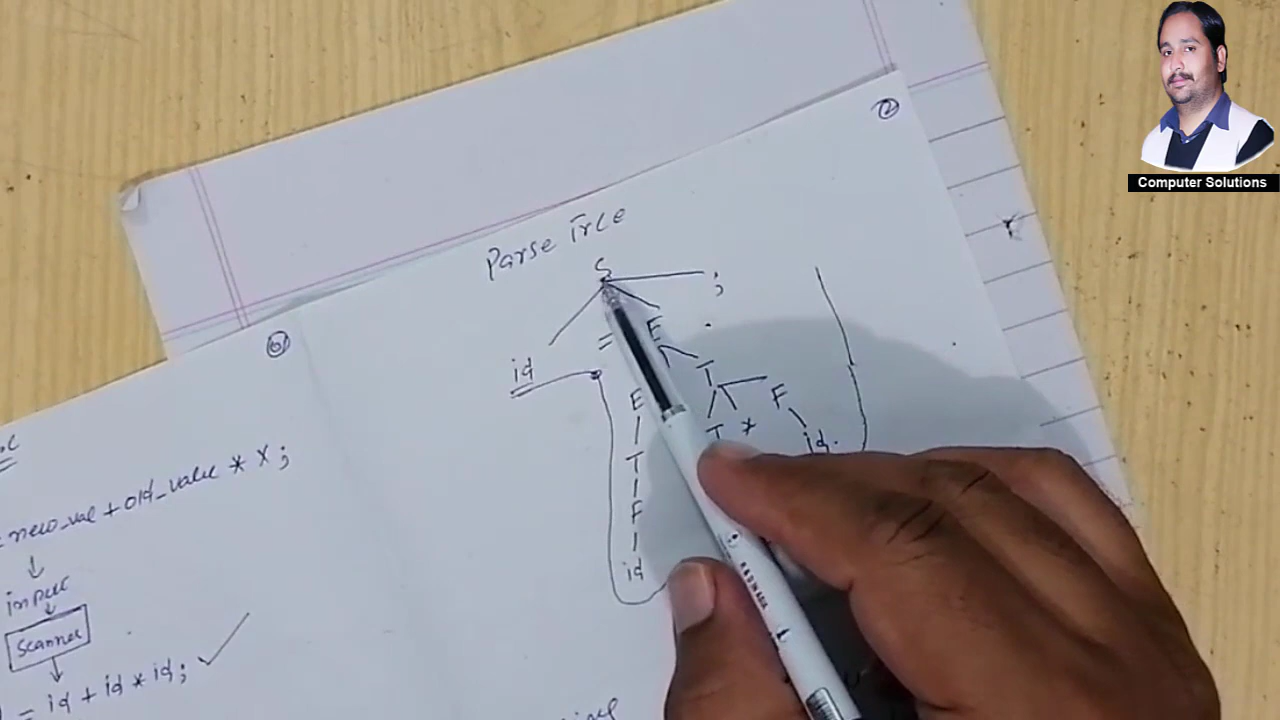 Computer Solutions
Parse Tree
S
;
= E
id
T
E
F
T *
id.
T
F
id
new_val + old_value * x;
input
Scanner
= id + id * id;